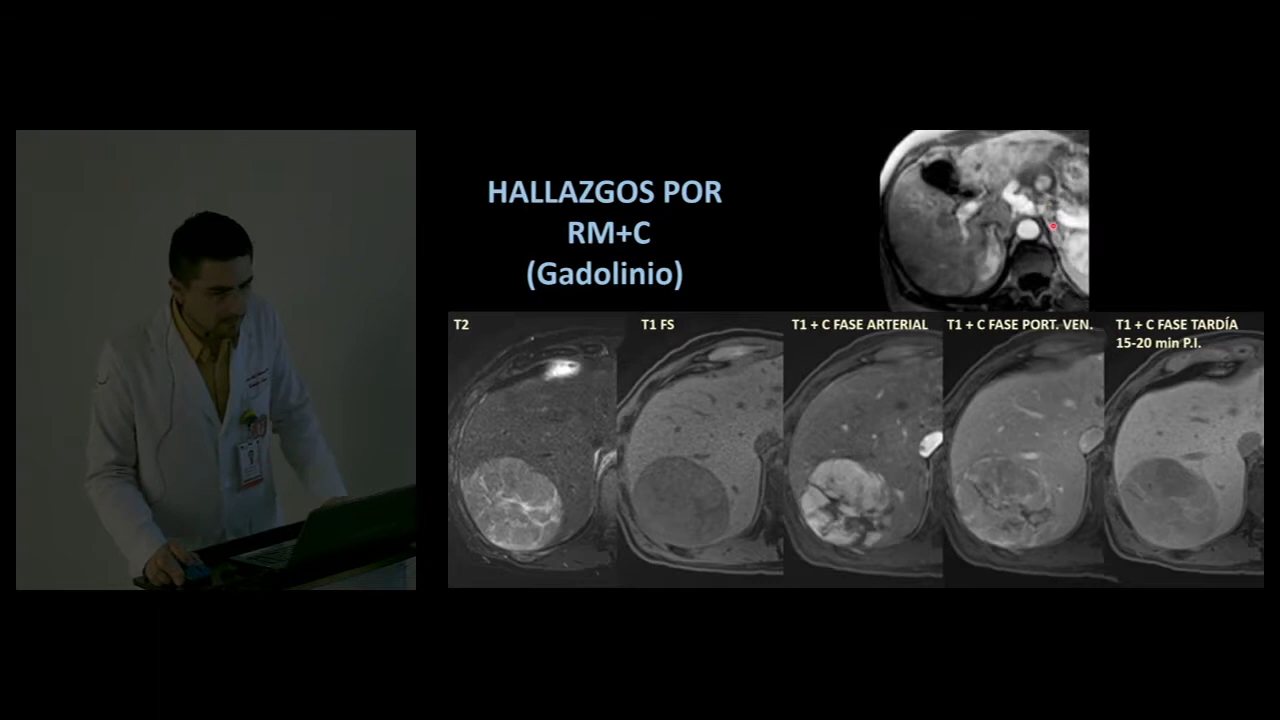 HALLAZGOS POR
RM+C
(Gadolinio)
T2
T1 FS
T1 + C FASE ARTERIAL
T1 + C FASE PORT. VEN.
T1 + C FASE TARDÍA
15-20 min P.I.